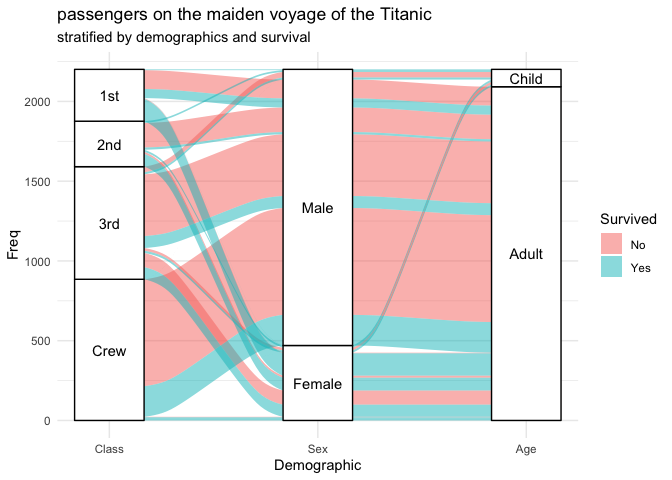 passengers on the maiden voyage of the Titanic
stratified by demographics and survival
Freq
2000
1500
1000
500
0
1st
2nd
3rd
Crew
Male
Female
Child
Adult
Class
Sex
Age
Demographic
Survived
No
Yes